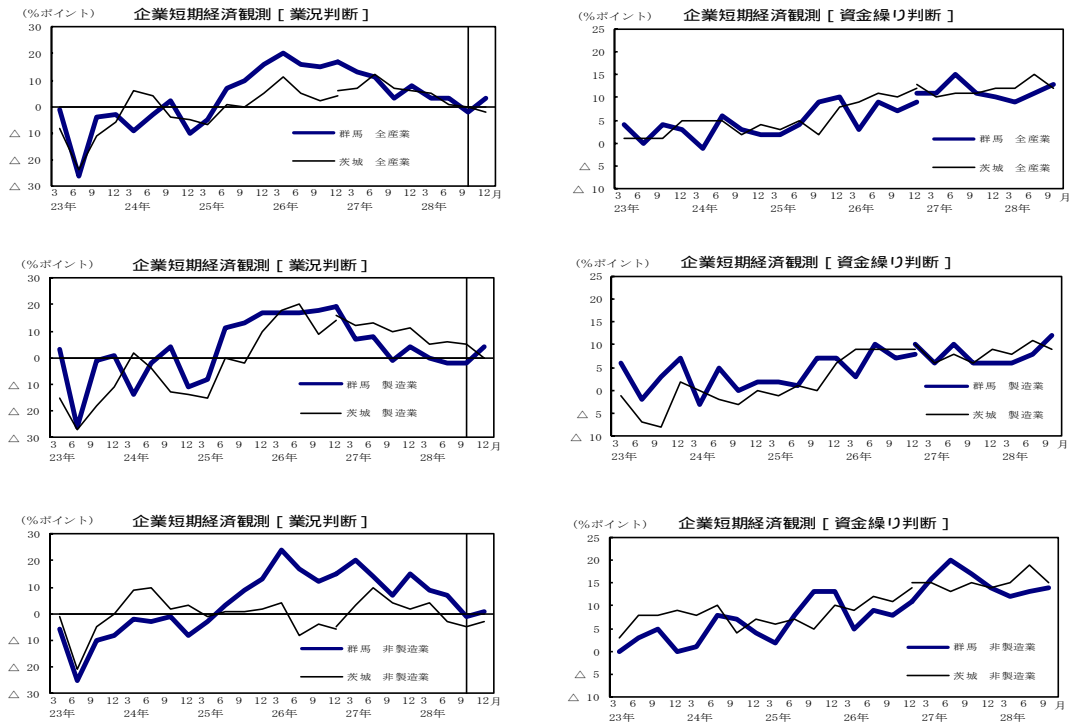 (%ポイント)
企業短期経済観測 [ 業況判断 ]
30
20
10
0
△ 10
△ 20
△ 30
群馬 全産業
茨城 全産業
3 6 9 12 3 6 9 12 3 6 9 12 3 6 9 12 3 6 9 12 3 6 9 12 月
23年 24年 25年 26年 27年 28年
(%ポイント)
企業短期経済観測 [ 資金繰り判断 ]
25
20
15
10
5
0
△ 5
△ 10
群馬 全産業
茨城 全産業
3 6 9 12 3 6 9 12 3 6 9 12 3 6 9 12 3 6 9 12 3 6 9 月
23年 24年 25年 26年 27年 28年
(%ポイント)
企業短期経済観測 [ 業況判断 ]
30
20
10
0
△ 10
△ 20
△ 30
群馬 製造業
茨城 製造業
3 6 9 12 3 6 9 12 3 6 9 12 3 6 9 12 3 6 9 12 3 6 9 12 月
23年 24年 25年 26年 27年 28年
(%ポイント)
企業短期経済観測 [ 資金繰り判断 ]
25
20
15
10
5
0
△ 5
△ 10
群馬 製造業
茨城 製造業
3 6 9 12 3 6 9 12 3 6 9 12 3 6 9 12 3 6 9 12 3 6 9 月
23年 24年 25年 26年 27年 28年
(%ポイント)
企業短期経済観測 [ 業況判断 ]
30
20
10
0
△ 10
△ 20
△ 30
群馬 非製造業
茨城 非製造業
3 6 9 12 3 6 9 12 3 6 9 12 3 6 9 12 3 6 9 12 3 6 9 12 月
23年 24年 25年 26年 27年 28年
(%ポイント)
企業短期経済観測 [ 資金繰り判断 ]
25
20
15
10
5
0
△ 5
△ 10
群馬 非製造業
茨城 非製造業
3 6 9 12 3 6 9 12 3 6 9 12 3 6 9 12 3 6 9 12 3 6 9 月
23年 24年 25年 26年 27年 28年